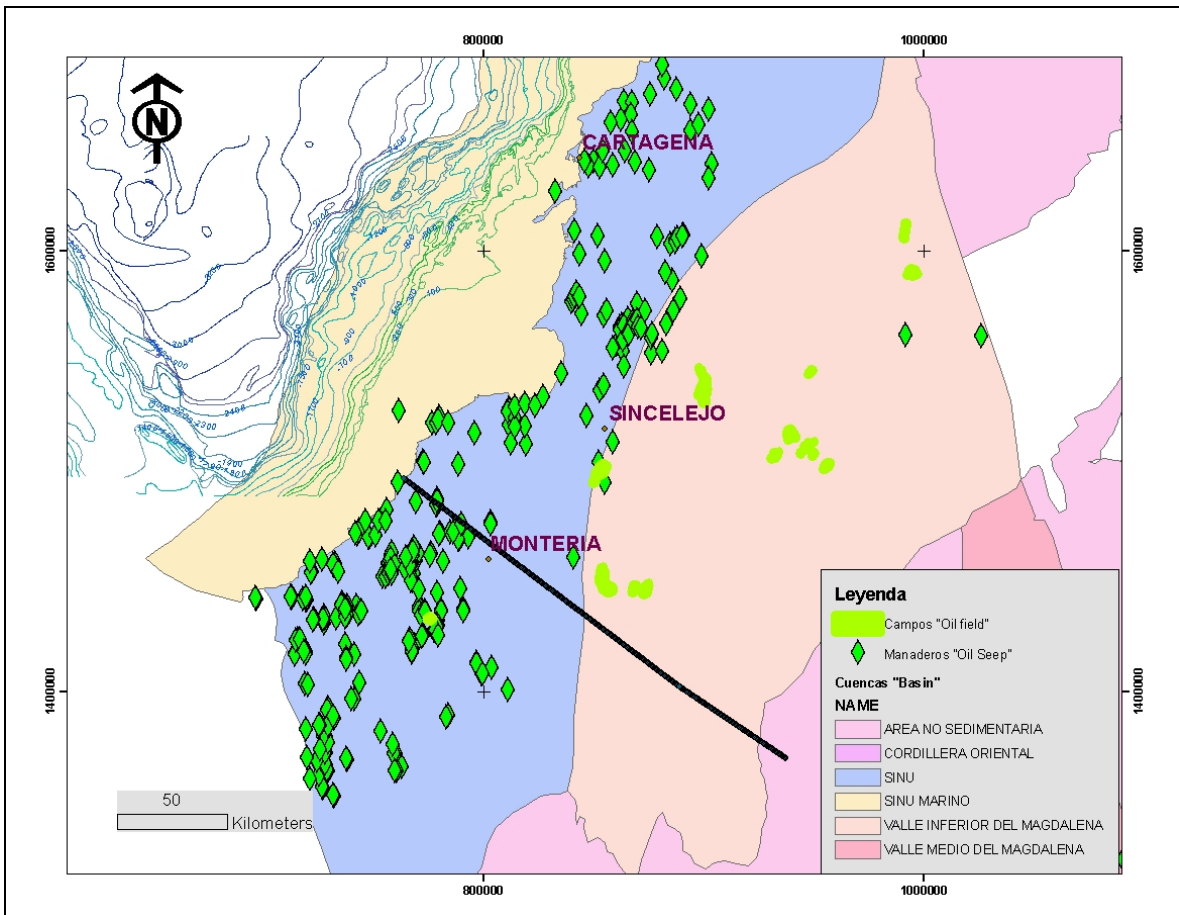 800000
1000000
N
CARTAGENA
1600000
1600000
SINCELEJO
MONTERIA
Leyenda
Campos "Oil field"
Manaderos "Oil Seep"
Cuencas "Basin"
NAME
AREA NO SEDIMENTARIA
CORDILLERA ORIENTAL
SINU
SINU MARINO
VALLE INFERIOR DEL MAGDALENA
VALLE MEDIO DEL MAGDALENA
1400000
1400000
50
Kilometers
800000
1000000